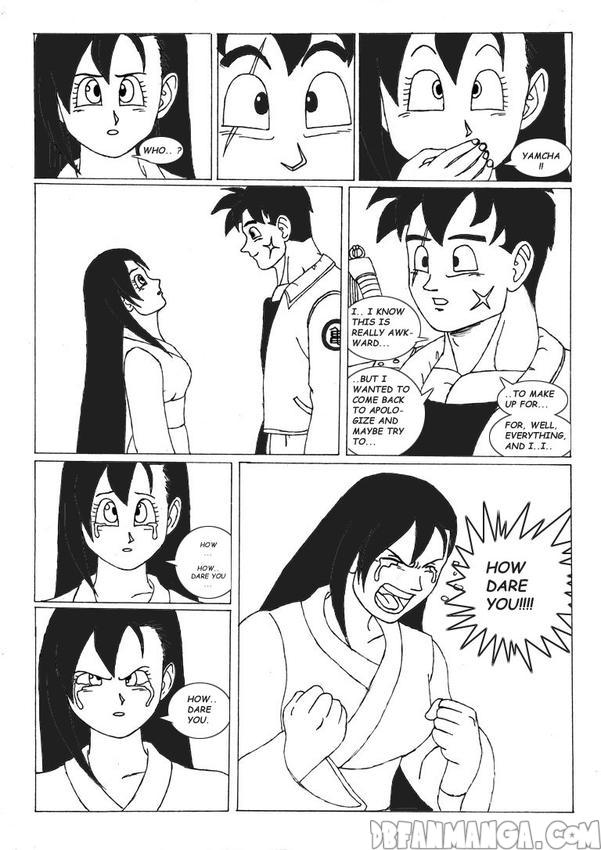 WHO.. ?
YAMCHA
!!
I.. I KNOW
THIS IS
REALLY AWK-
WARD...
..BUT I
WANTED TO
COME BACK
TO APOLO-
GIZE AND
MAYBE TRY
TO...
..TO MAKE
UP FOR...
FOR, WELL,
EVERYTHING,
AND I..I..
亀
HOW
...
HOW..
DARE YOU
...
HOW..
DARE
YOU.
HOW
DARE
YOU!!!!
DBFANMANGA.COM